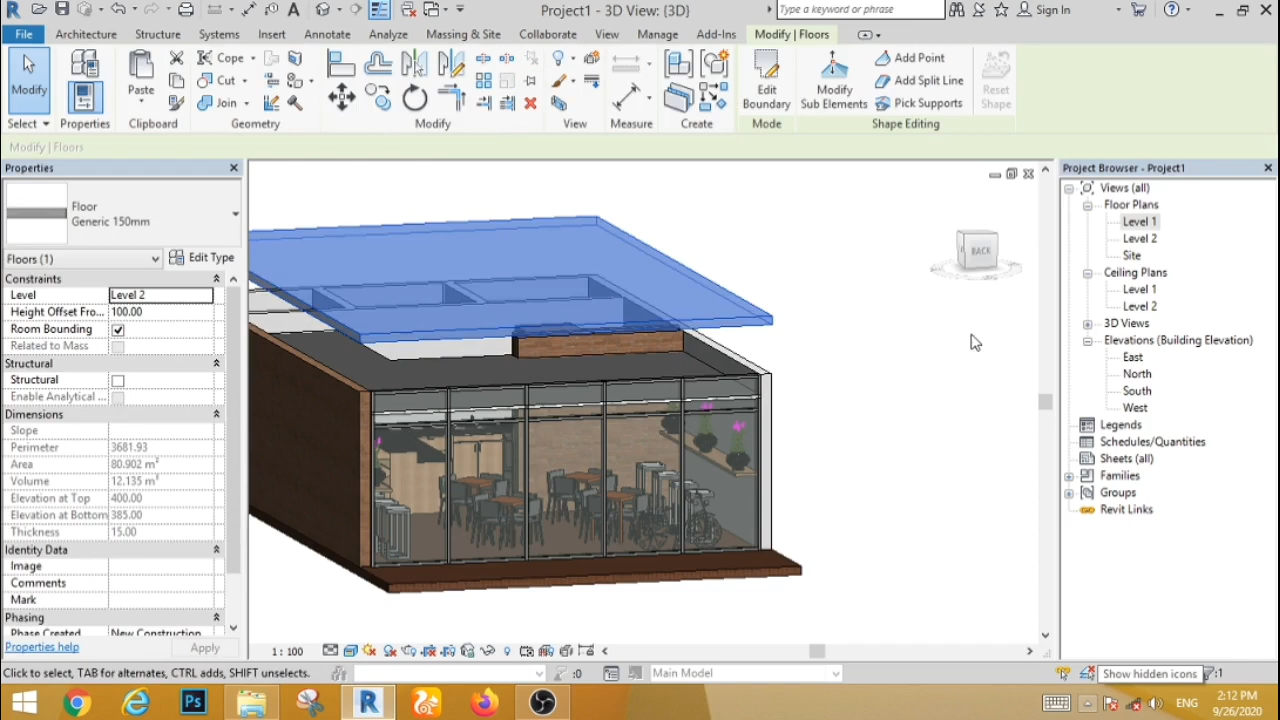 Project1 - 3D View: {3D}
Type a keyword or phrase
Sign In
File
Architecture
Structure
Systems
Insert
Annotate
Analyze
Massing & Site
Collaborate
View
Manage
Add-Ins
Modify | Floors
Modify
Select
Properties
Paste
Clipboard
Cope
Cut
Join
Geometry
Modify
View
Measure
Create
Edit
Boundary
Mode
Modify
Sub Elements
Add Point
Add Split Line
Pick Supports
Shape Editing
Reset
Shape
Modify | Floors
Properties
Floor
Generic 150mm
Floors (1)
Edit Type
Constraints
Level Level 2
Height Offset Fro... 100.00
Room Bounding
Related to Mass
Structural
Structural
Enable Analytical ...
Dimensions
Slope
Perimeter 3681.93
Area 80.902 m²
Volume 12.135 m³
Elevation at Top 400.00
Elevation at Bottom 385.00
Thickness 15.00
Identity Data
Image
Comments
Mark
Phasing
Phase Created New Construction
Properties help
Apply
BACK
1 : 100
Project Browser - Project1
Views (all)
Floor Plans
Level 1
Level 2
Site
Ceiling Plans
Level 1
Level 2
3D Views
Elevations (Building Elevation)
East
North
South
West
Legends
Schedules/Quantities
Sheets (all)
Families
Groups
Revit Links
Click to select, TAB for alternates, CTRL adds, SHIFT unselects.
:0
Main Model
Show hidden icons
:1
ENG
2:12 PM
9/26/2020